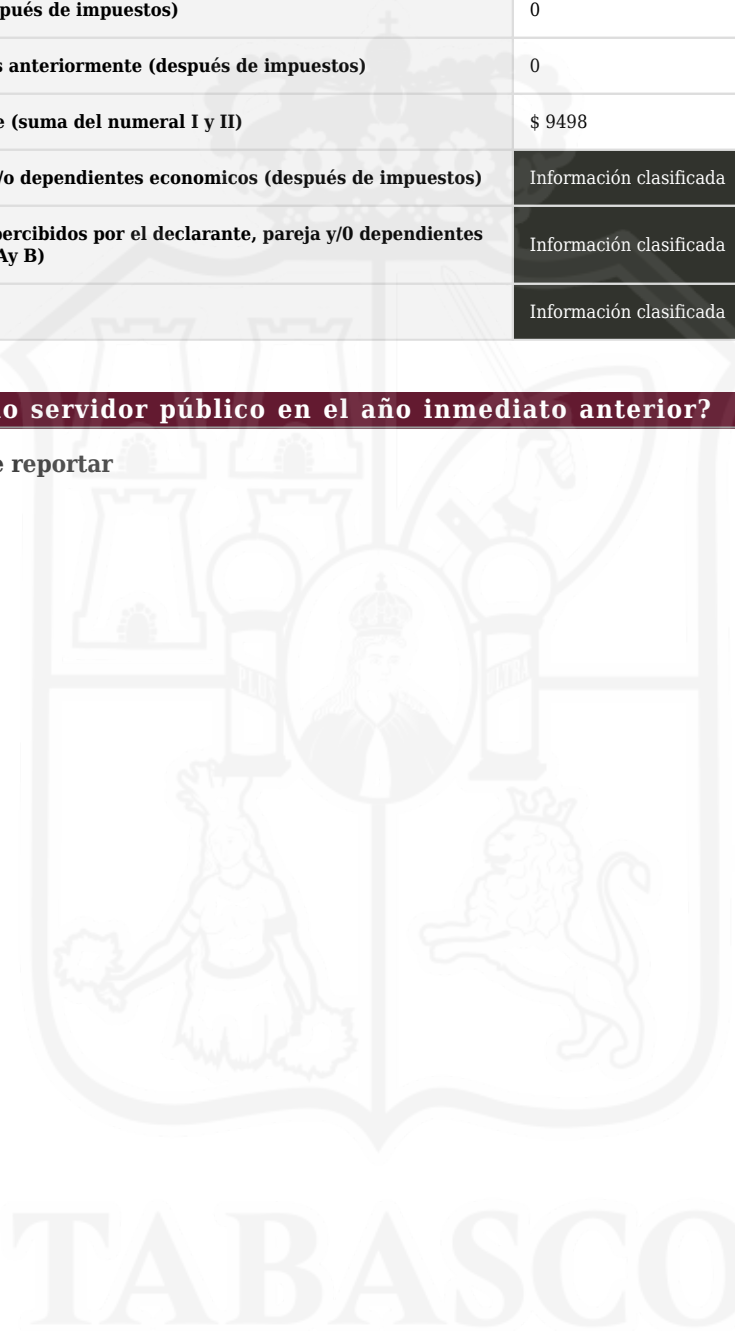 pués de impuestos) 0
s anteriormente (después de impuestos) 0
e (suma del numeral I y II) $ 9498
/o dependientes economicos (después de impuestos) Información clasificada
percibidos por el declarante, pareja y/0 dependientes
Ay B) Información clasificada
Información clasificada
o servidor público en el año inmediato anterior?
e reportar
PLUS ULTRA
TABASCO